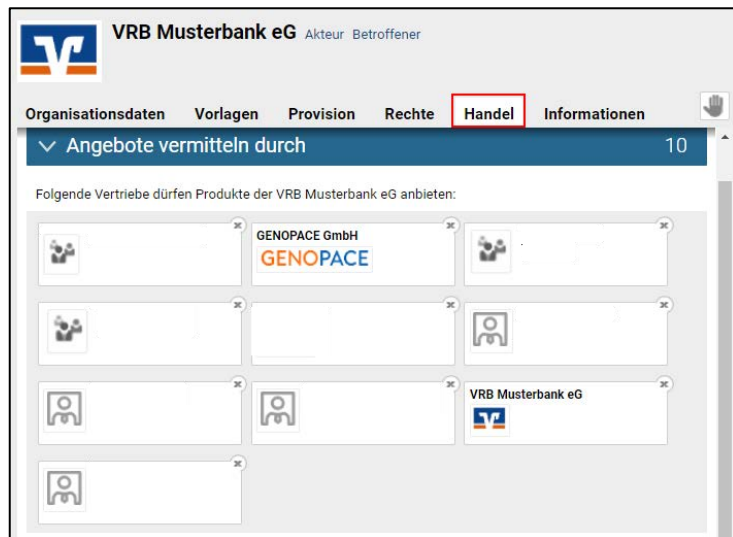 VRB Musterbank eG Akteur Betroffener
Organisationsdaten Vorlagen Provision Rechte Handel Informationen
Angebote vermitteln durch 10
Folgende Vertriebe dürfen Produkte der VRB Musterbank eG anbieten:
GENOPACE GmbH
GENOPACE
VRB Musterbank eG